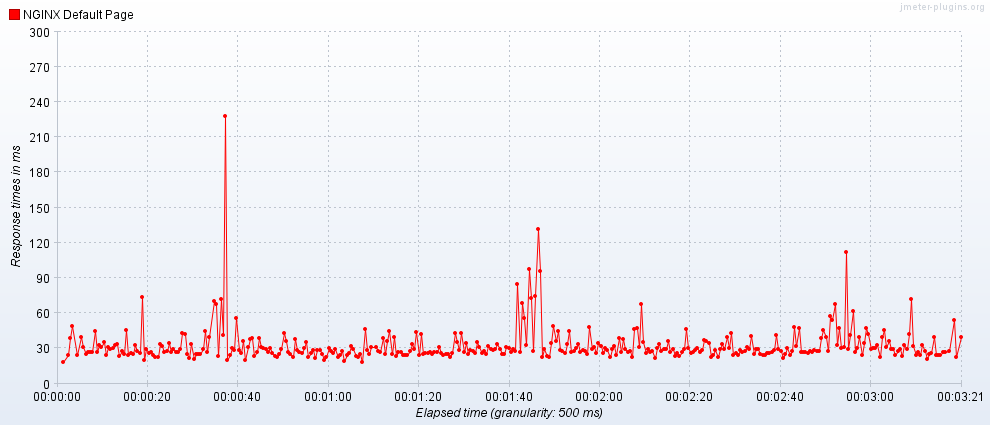 NGINX Default Page
jmeter-plugins.org
300
270
240
210
180
150
120
90
60
30
0
Response times in ms
00:00:00 00:00:20 00:00:40 00:01:00 00:01:20 00:01:40 00:02:00 00:02:20 00:02:40 00:03:00 00:03:21
Elapsed time (granularity: 500 ms)